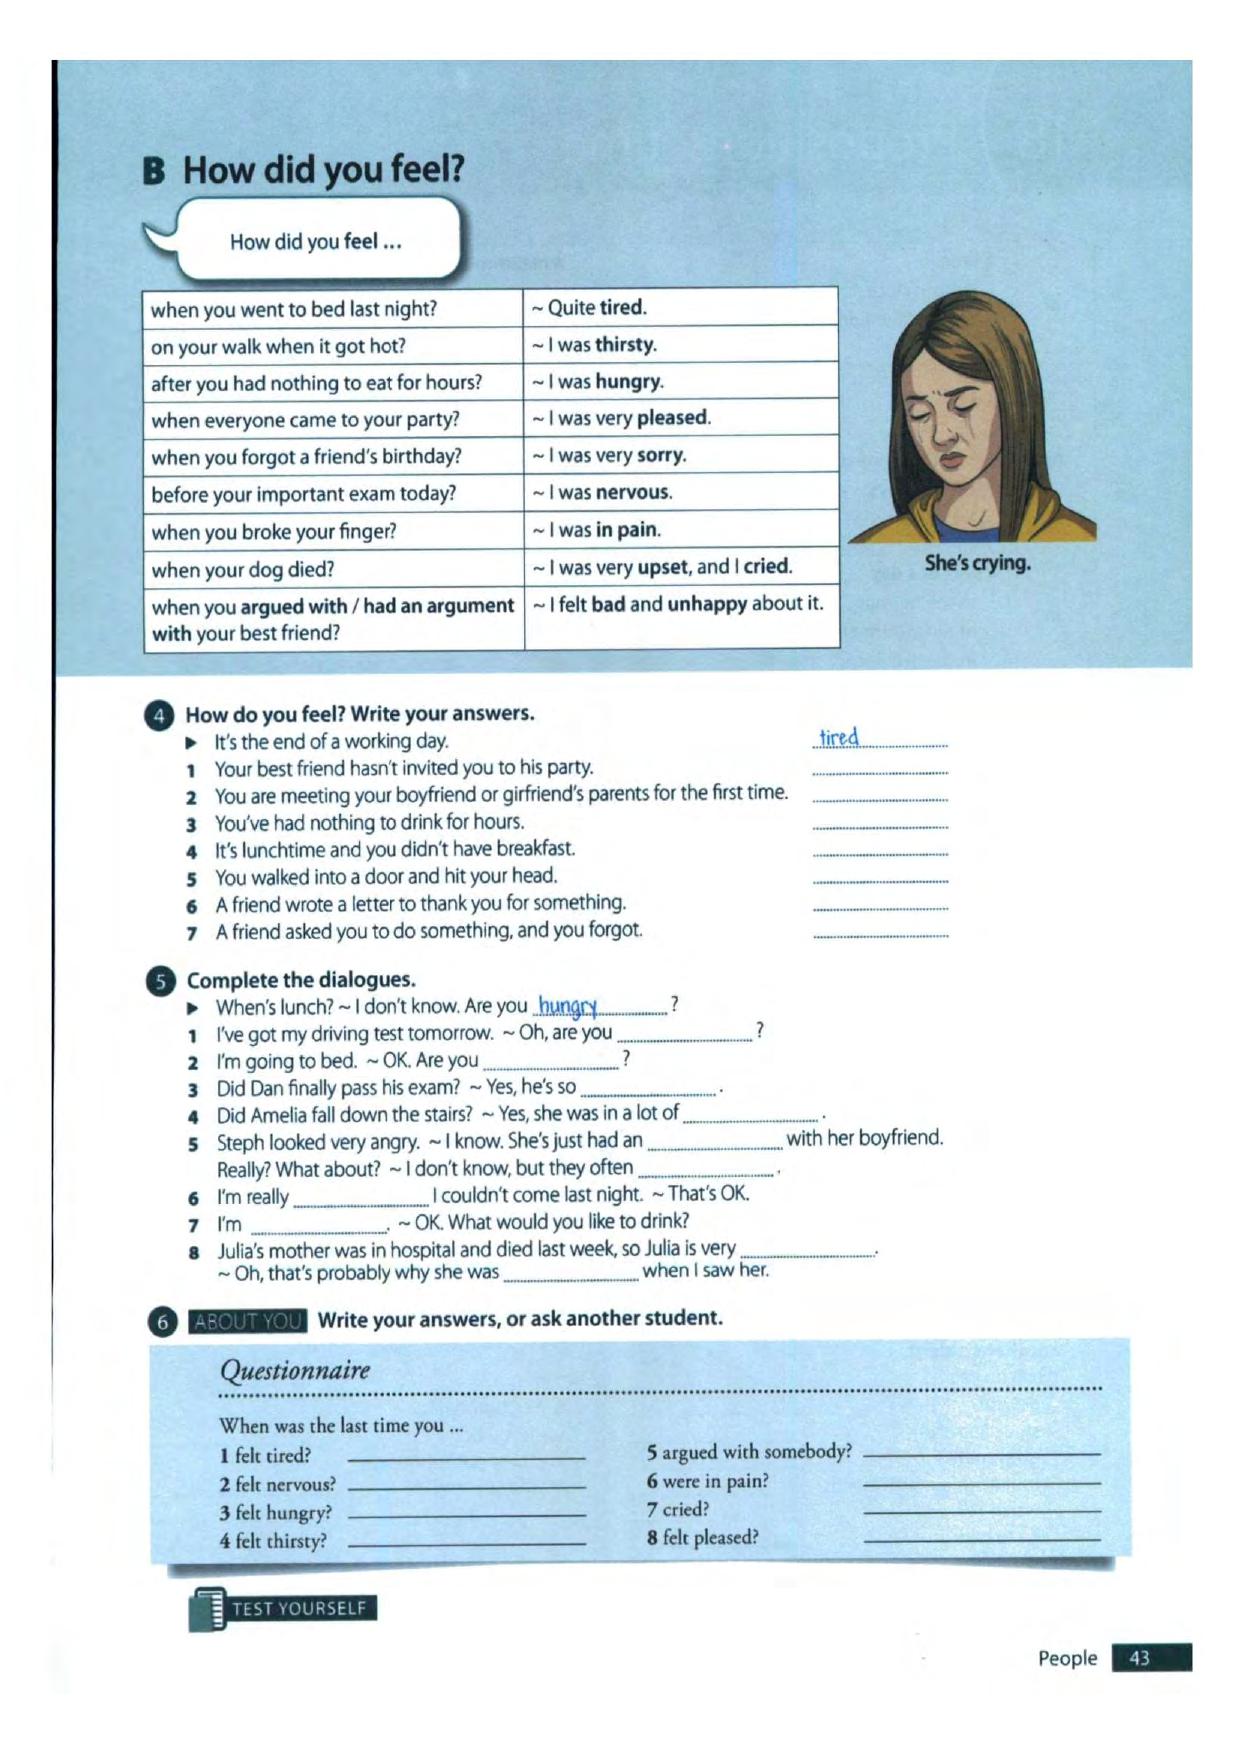 B How did you feel?
How did you feel ...
when you went to bed last night? ~ Quite tired.
on your walk when it got hot? ~ I was thirsty.
after you had nothing to eat for hours? ~ I was hungry.
when everyone came to your party? ~ I was very pleased.
when you forgot a friend's birthday? ~ I was very sorry.
before your important exam today? ~ I was nervous.
when you broke your finger? ~ I was in pain.
when your dog died? ~ I was very upset, and I cried.
when you argued with / had an argument ~ I felt bad and unhappy about it.
with your best friend?
She's crying.
4 How do you feel? Write your answers.
▶ It's the end of a working day. tired
1 Your best friend hasn't invited you to his party.
2 You are meeting your boyfriend or girfriend's parents for the first time.
3 You've had nothing to drink for hours.
4 It's lunchtime and you didn't have breakfast.
5 You walked into a door and hit your head.
6 A friend wrote a letter to thank you for something.
7 A friend asked you to do something, and you forgot.
5 Complete the dialogues.
▶ When's lunch? ~ I don't know. Are you hungry ?
1 I've got my driving test tomorrow. ~ Oh, are you ?
2 I'm going to bed. ~ OK. Are you ?
3 Did Dan finally pass his exam? ~ Yes, he's so .
4 Did Amelia fall down the stairs? ~ Yes, she was in a lot of .
5 Steph looked very angry. ~ I know. She's just had an with her boyfriend.
Really? What about? ~ I don't know, but they often .
6 I'm really I couldn't come last night. ~ That's OK.
7 I'm . ~ OK. What would you like to drink?
8 Julia's mother was in hospital and died last week, so Julia is very .
~ Oh, that's probably why she was when I saw her.
6 ABOUT YOU Write your answers, or ask another student.
Questionnaire
When was the last time you ...
1 felt tired? 5 argued with somebody?
2 felt nervous? 6 were in pain?
3 felt hungry? 7 cried?
4 felt thirsty? 8 felt pleased?
TEST YOURSELF
People 43